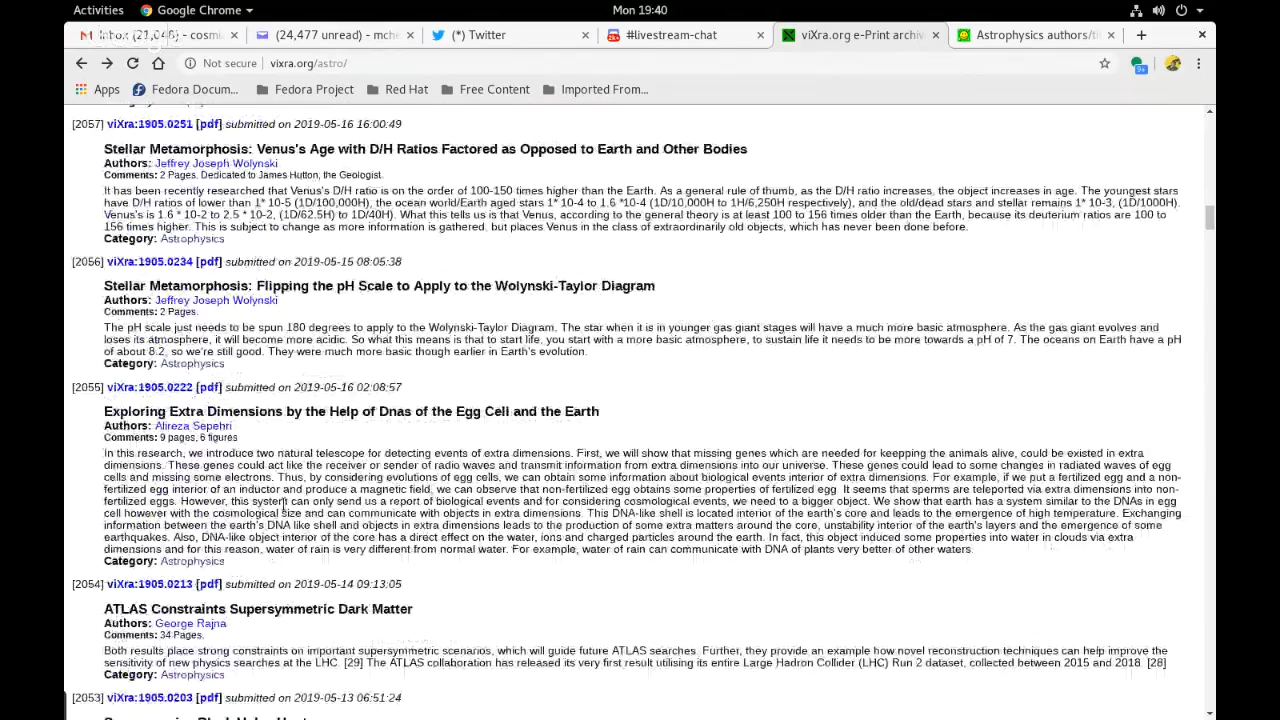 Activities Google Chrome Mon 19:40
Inbox (21,048) - cosmi (24,477 unread) - mche (*) Twitter #livestream-chat viXra.org e-Print archiv Astrophysics authors/ti
Not secure vixra.org/astro/
Apps Fedora Docum... Fedora Project Red Hat Free Content Imported From...
[2057] viXra:1905.0251 [pdf] submitted on 2019-05-16 16:00:49
Stellar Metamorphosis: Venus's Age with D/H Ratios Factored as Opposed to Earth and Other Bodies
Authors: Jeffrey Joseph Wolynski
Comments: 2 Pages. Dedicated to James Hutton, the Geologist.
It has been recently researched that Venus's D/H ratio is on the order of 100-150 times higher than the Earth. As a general rule of thumb, as the D/H ratio increases, the object increases in age. The youngest stars
have D/H ratios of lower than 1* 10-5 (1D/100,000H), the ocean world/Earth aged stars 1* 10-4 to 1.6 *10-4 (1D/10,000H to 1H/6,250H respectively), and the old/dead stars and stellar remains 1* 10-3, (1D/1000H).
Venus's is 1.6 * 10-2 to 2.5 * 10-2, (1D/62.5H) to 1D/40H). What this tells us is that Venus, according to the general theory is at least 100 to 156 times older than the Earth, because its deuterium ratios are 100 to
156 times higher. This is subject to change as more information is gathered, but places Venus in the class of extraordinarily old objects, which has never been done before.
Category: Astrophysics
[2056] viXra:1905.0234 [pdf] submitted on 2019-05-15 08:05:38
Stellar Metamorphosis: Flipping the pH Scale to Apply to the Wolynski-Taylor Diagram
Authors: Jeffrey Joseph Wolynski
Comments: 2 Pages.
The pH scale just needs to be spun 180 degrees to apply to the Wolynski-Taylor Diagram. The star when it is in younger gas giant stages will have a much more basic atmosphere. As the gas giant evolves and
loses its atmosphere, it will become more acidic. So what this means is that to start life, you start with a more basic atmosphere, to sustain life it needs to be more towards a pH of 7. The oceans on Earth have a pH
of about 8.2, so we're still good. They were much more basic though earlier in Earth's evolution.
Category: Astrophysics
[2055] viXra:1905.0222 [pdf] submitted on 2019-05-16 02:08:57
Exploring Extra Dimensions by the Help of Dnas of the Egg Cell and the Earth
Authors: Alireza Sepehri
Comments: 9 pages, 6 figures
In this research, we introduce two natural telescope for detecting events of extra dimensions. First, we will show that missing genes which are needed for keepping the animals alive, could be existed in extra
dimensions. These genes could act like the receiver or sender of radio waves and transmit information from extra dimensions into our universe. These genes could lead to some changes in radiated waves of egg
cells and missing some electrons. Thus, by considering evolutions of egg cells, we can obtain some information about biological events interior of extra dimensions. For example, if we put a fertilized egg and a non-
fertilized egg interior of an inductor and produce a magnetic field, we can observe that non-fertilized egg obtains some properties of fertilized egg. It seems that sperms are teleported via extra dimensions into non-
fertilized eggs. However, this system can only send us a report of biological events and for considering cosmological events, we need to a bigger object. We show that earth has a system similar to the DNAs in egg
cell however with the cosmological size and can communicate with objects in extra dimensions. This DNA-like shell is located interior of the earth's core and leads to the emergence of high temperature. Exchanging
information between the earth's DNA like shell and objects in extra dimensions leads to the production of some extra matters around the core, unstability interior of the earth's layers and the emergence of some
earthquakes. Also, DNA-like object interior of the core has a direct effect on the water, ions and charged particles around the earth. In fact, this object induced some properties into water in clouds via extra
dimensions and for this reason, water of rain is very different from normal water. For example, water of rain can communicate with DNA of plants very better of other waters.
Category: Astrophysics
[2054] viXra:1905.0213 [pdf] submitted on 2019-05-14 09:13:05
ATLAS Constraints Supersymmetric Dark Matter
Authors: George Rajna
Comments: 34 Pages.
Both results place strong constraints on important supersymmetric scenarios, which will guide future ATLAS searches. Further, they provide an example how novel reconstruction techniques can help improve the
sensitivity of new physics searches at the LHC. [29] The ATLAS collaboration has released its very first result utilising its entire Large Hadron Collider (LHC) Run 2 dataset, collected between 2015 and 2018. [28]
Category: Astrophysics
[2053] viXra:1905.0203 [pdf] submitted on 2019-05-13 06:51:24